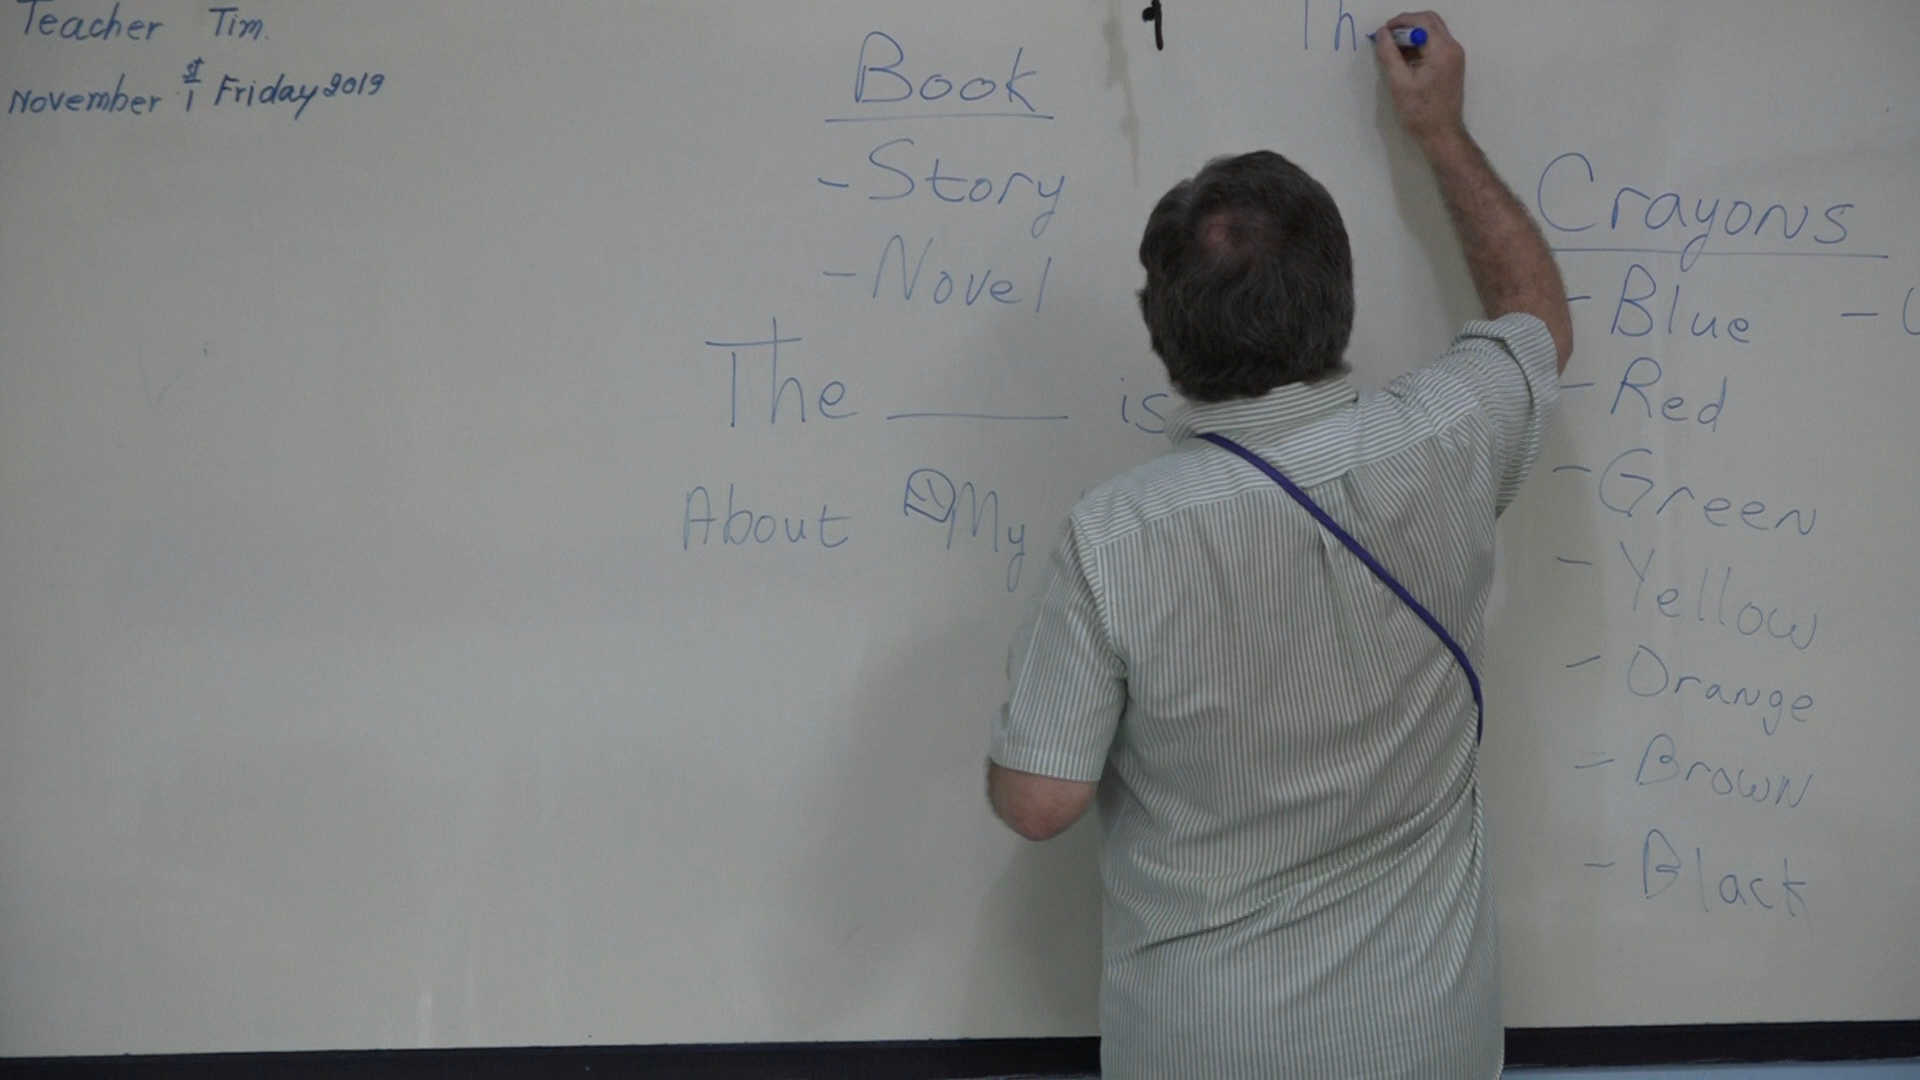 Teacher Tim.
November 1st Friday 2019
Book
- Story
- Novel
The ______ is
About My
Th
Crayons
- Blue -
- Red
- Green
- Yellow
- Orange
- Brown
- Black